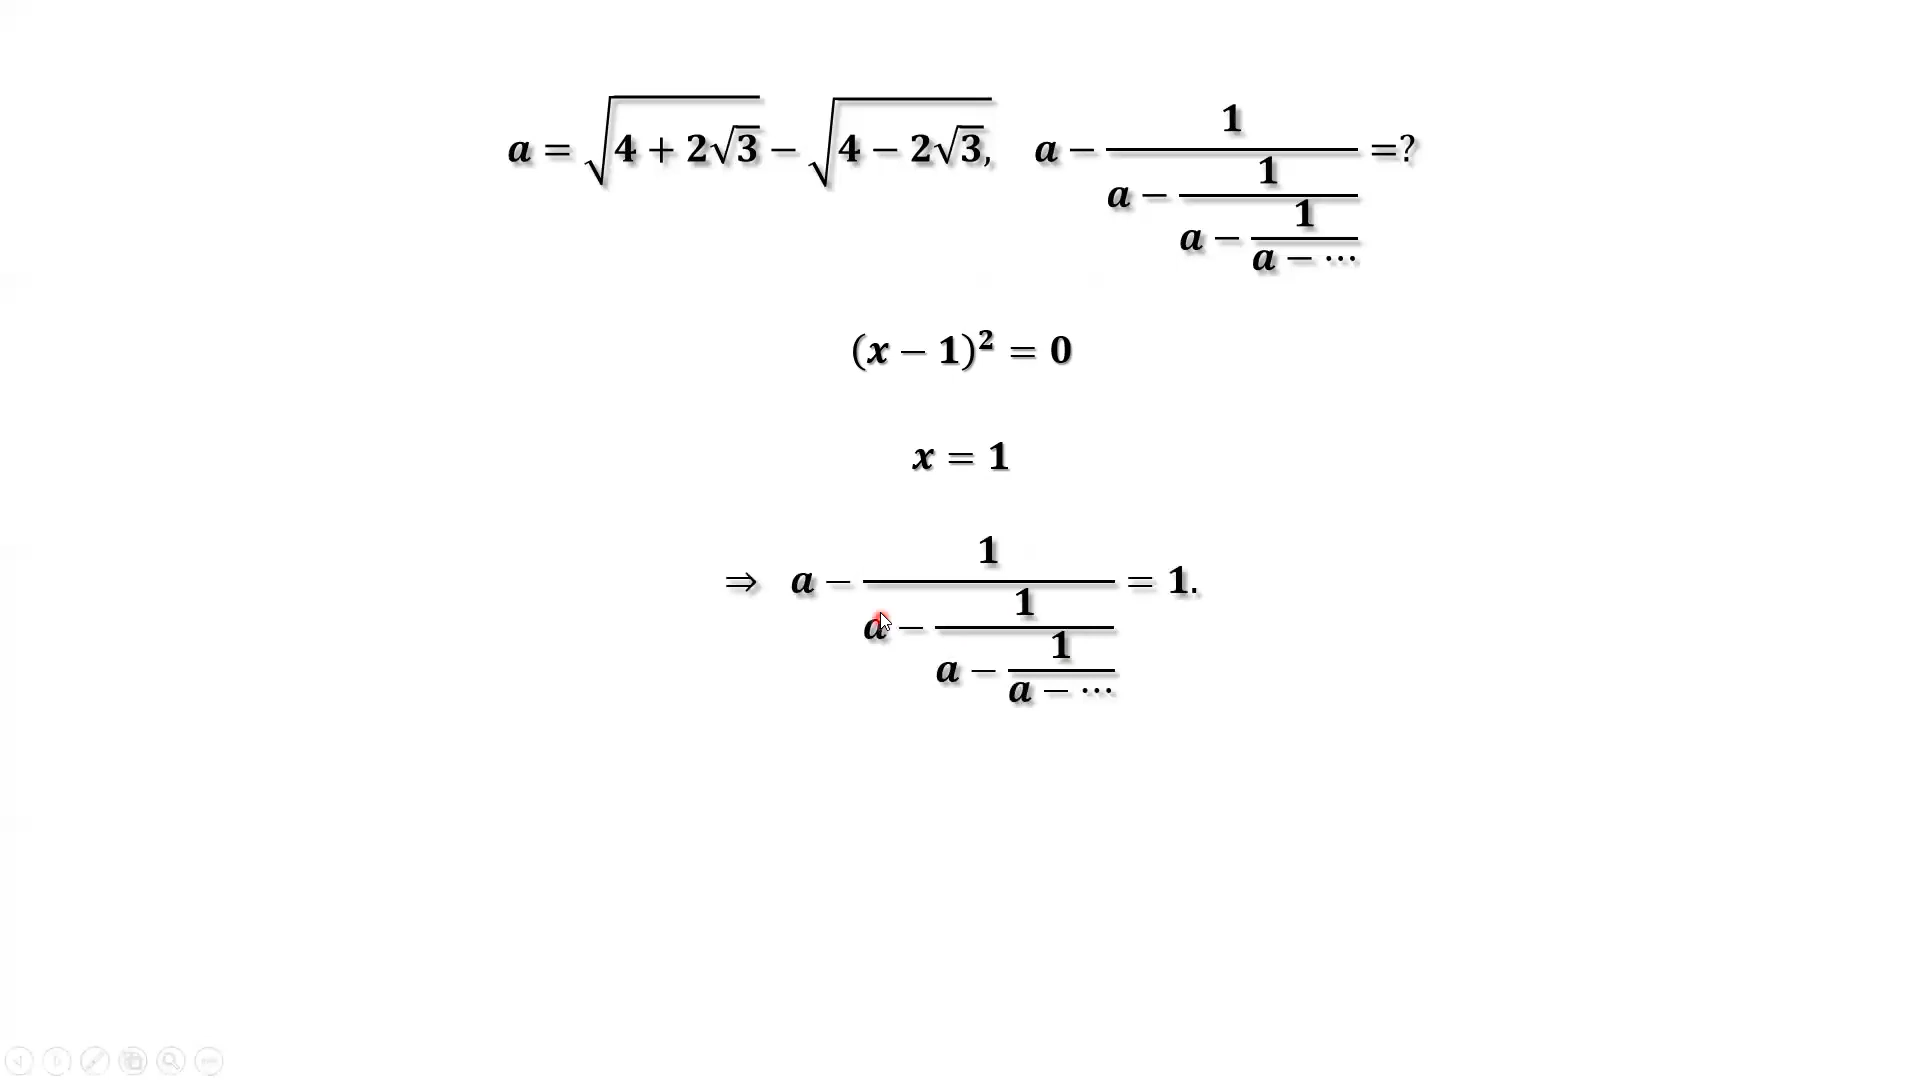 a = √(4 + 2√3) − √(4 − 2√3), a − 1/(a − 1/(a − 1/(a − ⋯))) =?
(x − 1)² = 0
x = 1
⇒ a − 1/(a − 1/(a − 1/(a − ⋯))) = 1.